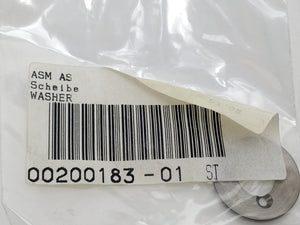 ASM AS
Scheibe
WASHER
00200183-01 ST